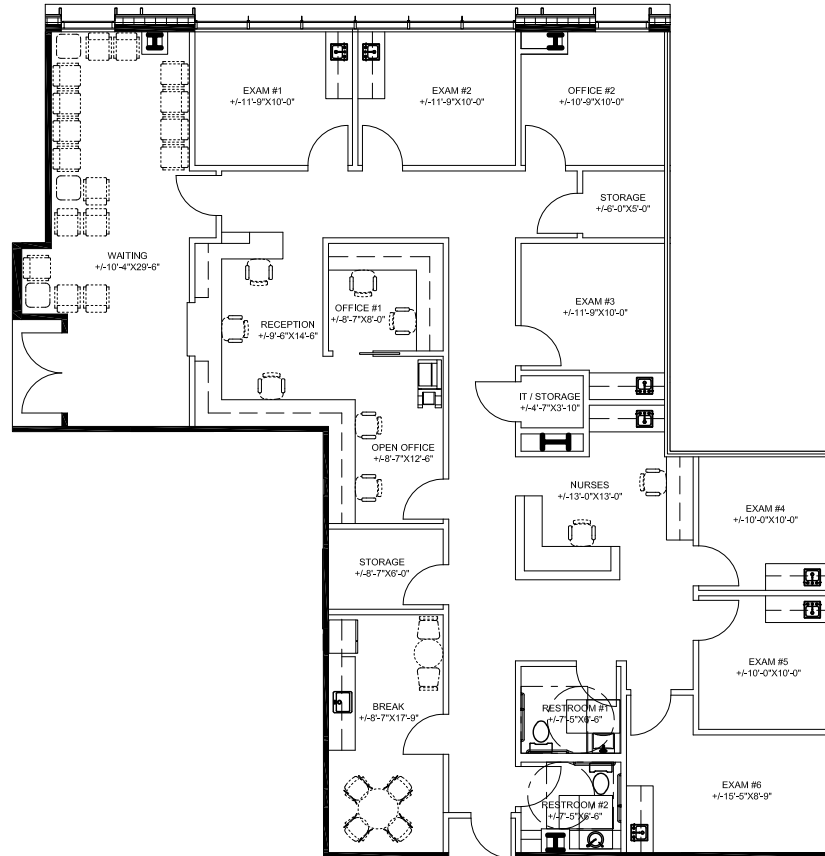 EXAM #1
+/-11'-9"X10'-0"
EXAM #2
+/-11'-9"X10'-0"
OFFICE #2
+/-10'-9"X10'-0"
STORAGE
+/-6'-0"X5'-0"
WAITING
+/-10'-4"X29'-6"
OFFICE #1
+/-8'-7"X8'-0"
EXAM #3
+/-11'-9"X10'-0"
RECEPTION
+/-9'-6"X14'-6"
IT / STORAGE
+/-4'-7"X3'-10"
OPEN OFFICE
+/-8'-7"X12'-6"
NURSES
+/-13'-0"X13'-0"
EXAM #4
+/-10'-0"X10'-0"
STORAGE
+/-8'-7"X6'-0"
EXAM #5
+/-10'-0"X10'-0"
BREAK
+/-8'-7"X17'-9"
RESTROOM #1
+/-7'-5"X6'-6"
EXAM #6
+/-15'-5"X8'-9"
RESTROOM #2
+/-7'-5"X6'-6"